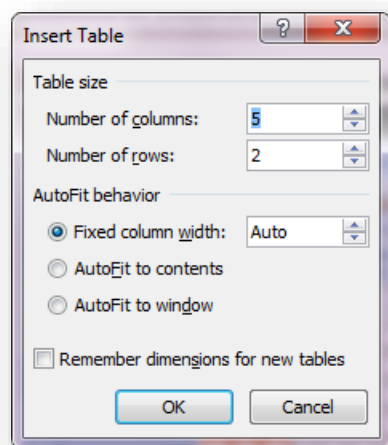 Insert Table
?
x
Table size
Number of columns: 5
Number of rows: 2
AutoFit behavior
Fixed column width: Auto
AutoFit to contents
AutoFit to window
Remember dimensions for new tables
OK Cancel